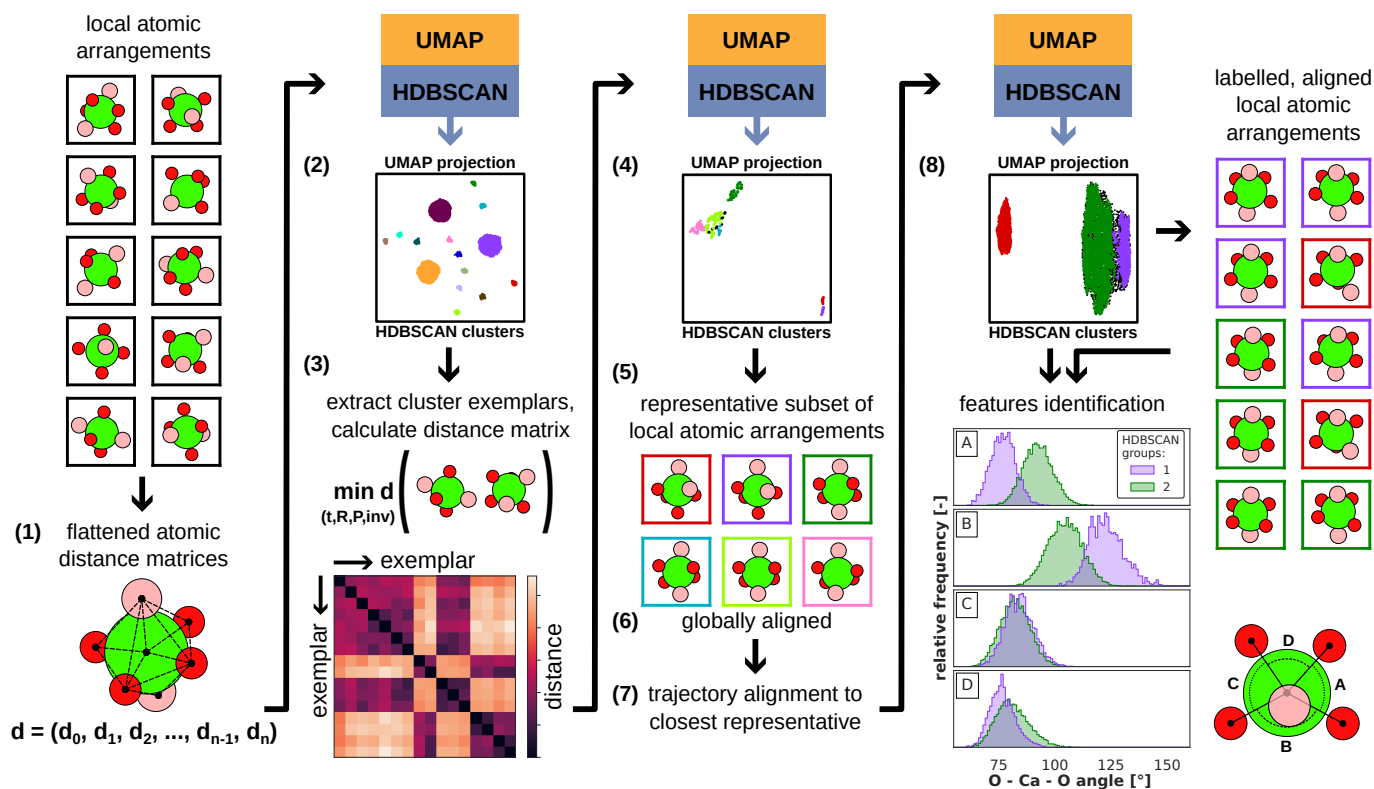 local atomic
arrangements
(1)
flattened atomic
distance matrices
d = (d0, d1, d2, ..., dn-1, dn)
UMAP
HDBSCAN
(2)
UMAP projection
HDBSCAN clusters
(3)
extract cluster exemplars,
calculate distance matrix
min d
(t,R,P,inv)
exemplar
exemplar
distance
UMAP
HDBSCAN
(4)
UMAP projection
HDBSCAN clusters
(5)
representative subset of
local atomic arrangements
(6)
globally aligned
(7)
trajectory alignment to
closest representative
UMAP
HDBSCAN
(8)
UMAP projection
HDBSCAN clusters
features identification
A
HDBSCAN
groups:
1
2
B
C
D
relative frequency [-]
75 100 125 150
O - Ca - O angle [°]
labelled, aligned
local atomic
arrangements
D
C A
B